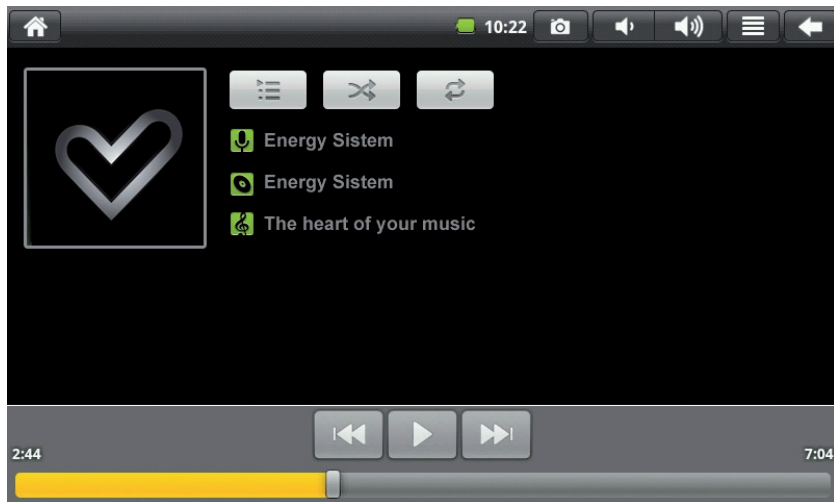 10:22
Energy Sistem
Energy Sistem
The heart of your music
2:44
7:04